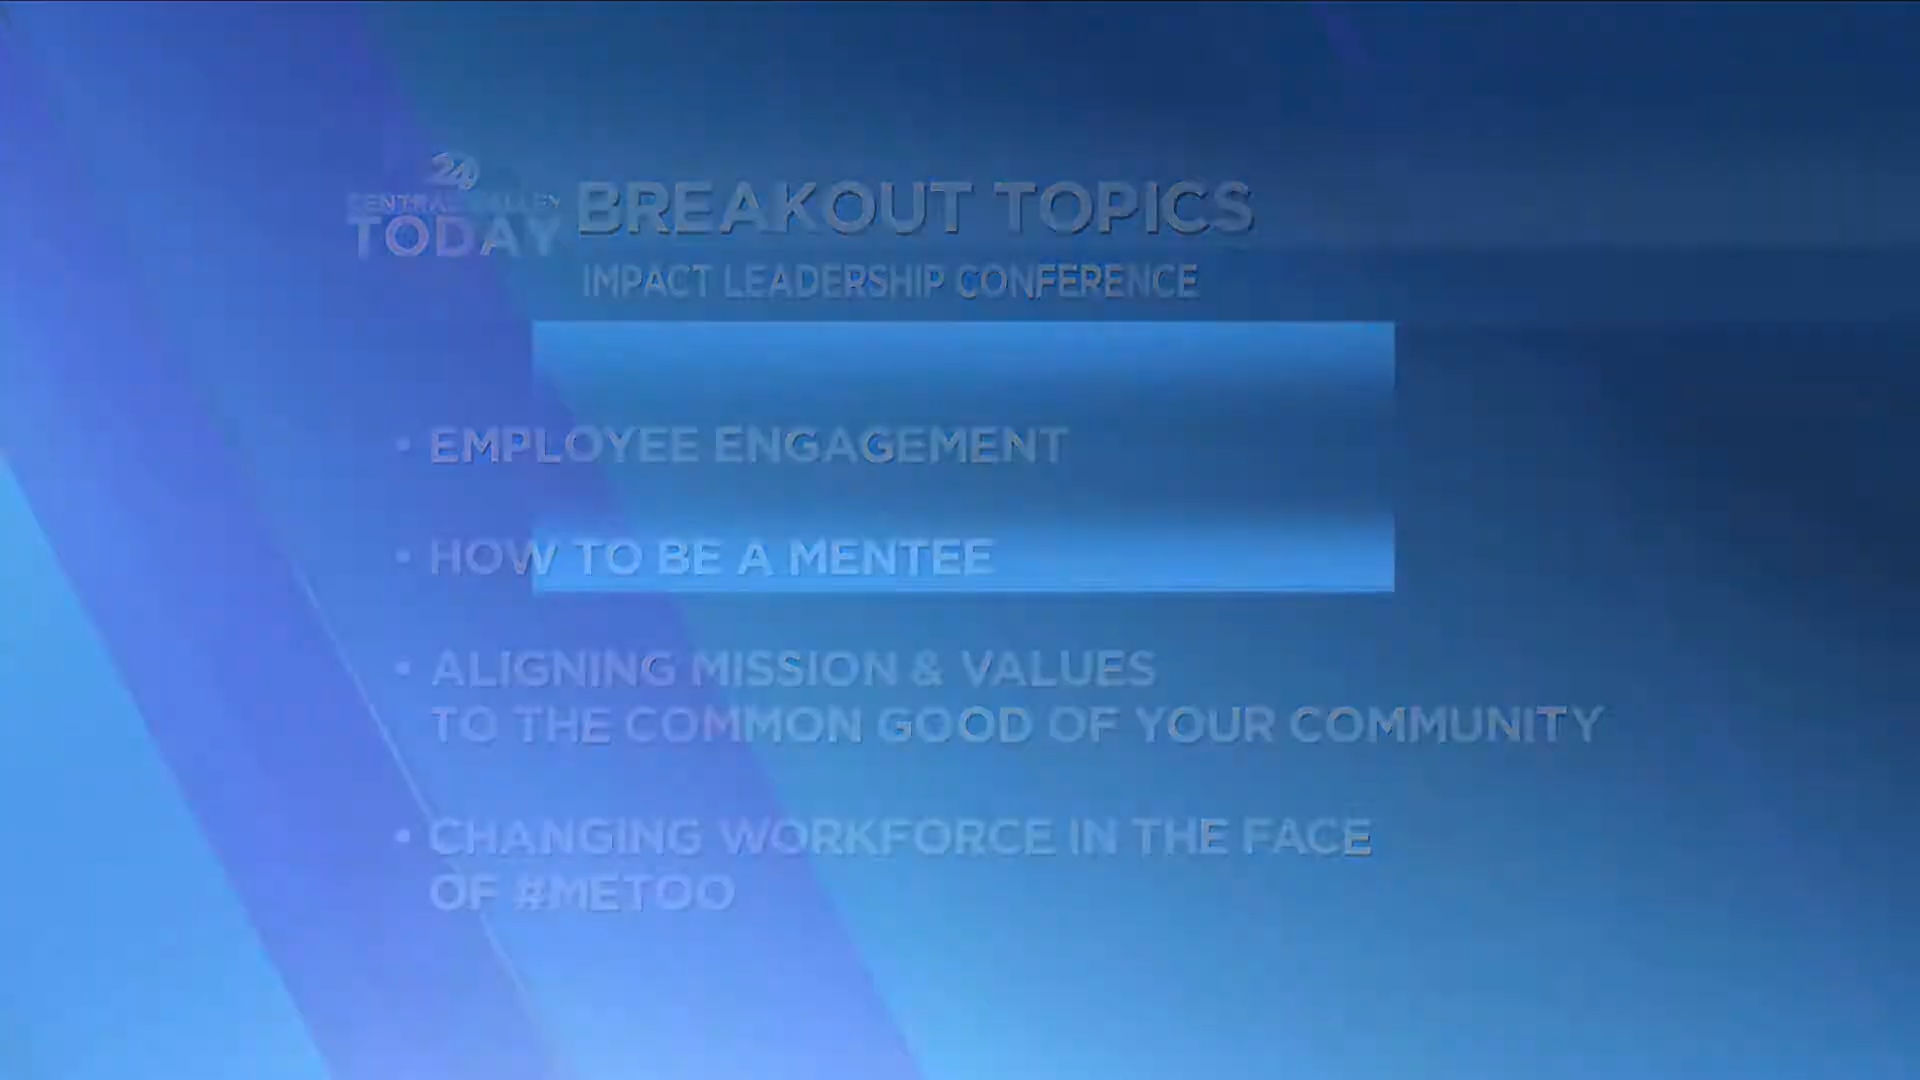 24
CENTRAL VALLEY
TODAY
BREAKOUT TOPICS
IMPACT LEADERSHIP CONFERENCE
• EMPLOYEE ENGAGEMENT
• HOW TO BE A MENTEE
• ALIGNING MISSION & VALUES
TO THE COMMON GOOD OF YOUR COMMUNITY
• CHANGING WORKFORCE IN THE FACE
OF #METOO